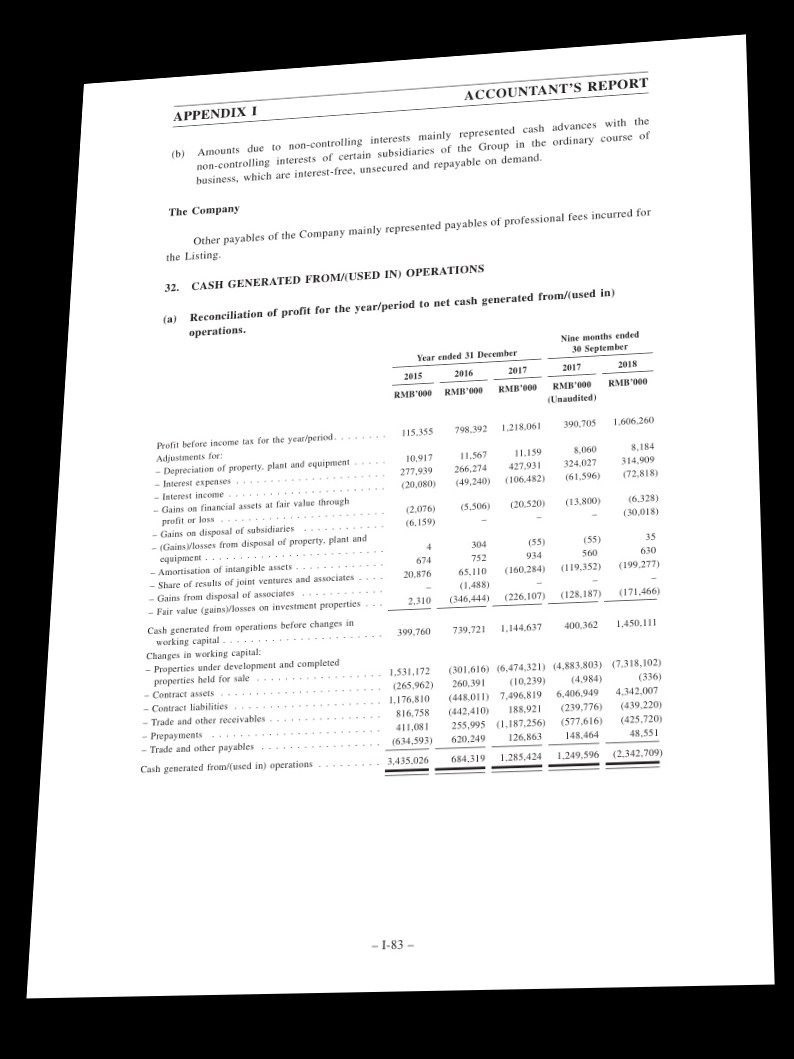 APPENDIX I ACCOUNTANT'S REPORT
(b) Amounts due to non-controlling interests mainly represented cash advances with the
non-controlling interests of certain subsidiaries of the Group in the ordinary course of
business, which are interest-free, unsecured and repayable on demand.
The Company
Other payables of the Company mainly represented payables of professional fees incurred for
the Listing.
32. CASH GENERATED FROM/(USED IN) OPERATIONS
(a) Reconciliation of profit for the year/period to net cash generated from/(used in)
operations.
Nine months ended
Year ended 31 December 30 September
2015 2016 2017 2017 2018
RMB'000 RMB'000 RMB'000 RMB'000 RMB'000
(Unaudited)
Profit before income tax for the year/period . . . . . . . . 115,355 798,392 1,218,061 390,705 1,606,260
Adjustments for:
– Depreciation of property, plant and equipment . . . . . 10,917 11,567 11,159 8,060 8,184
– Interest expenses . . . . . . . . . . . . . . . . . . . . . . 277,939 266,274 427,931 324,027 314,909
– Interest income . . . . . . . . . . . . . . . . . . . . . . . (20,080) (49,240) (106,482) (61,596) (72,818)
– Gains on financial assets at fair value through
profit or loss . . . . . . . . . . . . . . . . . . . . . . . . (2,076) (5,506) (20,520) (13,800) (6,328)
– Gains on disposal of subsidiaries . . . . . . . . . . . . (6,159) – – – (30,018)
– (Gains)/losses from disposal of property, plant and
equipment . . . . . . . . . . . . . . . . . . . . . . . . . . 4 304 (55) (55) 35
– Amortisation of intangible assets . . . . . . . . . . . . . 674 752 934 560 630
– Share of results of joint ventures and associates . . . . 20,876 65,110 (160,284) (119,352) (199,277)
– Gains from disposal of associates . . . . . . . . . . . . – (1,488) – – –
– Fair value (gains)/losses on investment properties . . . 2,310 (346,444) (226,107) (128,187) (171,466)
Cash generated from operations before changes in
working capital . . . . . . . . . . . . . . . . . . . . . . . 399,760 739,721 1,144,637 400,362 1,450,111
Changes in working capital:
– Properties under development and completed
properties held for sale . . . . . . . . . . . . . . . . . . 1,531,172 (301,616) (6,474,321) (4,883,803) (7,318,102)
– Contract assets . . . . . . . . . . . . . . . . . . . . . . . (265,962) 260,391 (10,239) (4,984) (336)
– Contract liabilities . . . . . . . . . . . . . . . . . . . . . 1,176,810 (448,011) 7,496,819 6,406,949 4,342,007
– Trade and other receivables . . . . . . . . . . . . . . . . 816,758 (442,410) 188,921 (239,776) (439,220)
– Prepayments . . . . . . . . . . . . . . . . . . . . . . . . 411,081 255,995 (1,187,256) (577,616) (425,720)
– Trade and other payables . . . . . . . . . . . . . . . . . (634,593) 620,249 126,863 148,464 48,551
Cash generated from/(used in) operations . . . . . . . . . 3,435,026 684,319 1,285,424 1,249,596 (2,342,709)
– I-83 –